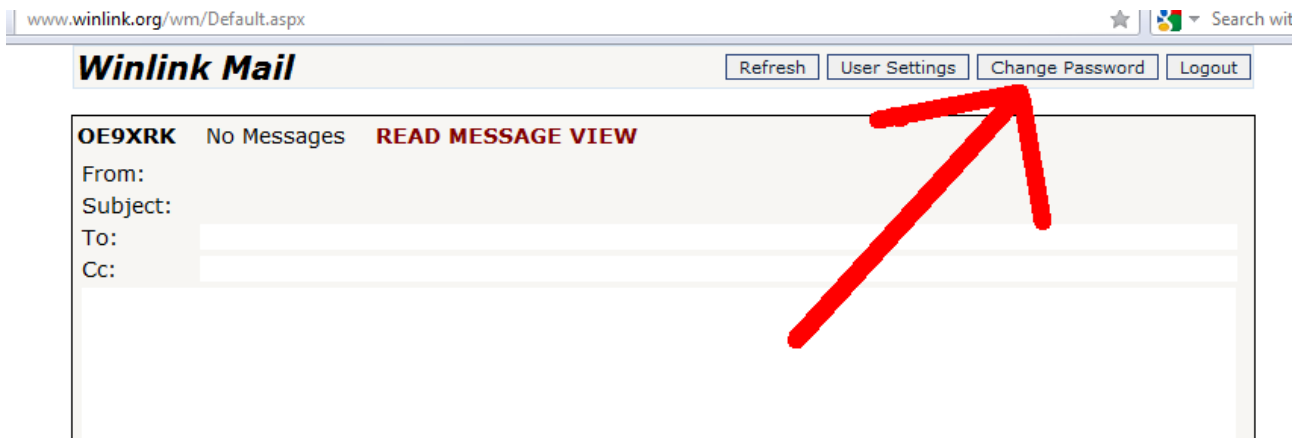 www.winlink.org/wm/Default.aspx Search wit
Winlink Mail Refresh User Settings Change Password Logout
OE9XRK No Messages READ MESSAGE VIEW
From:
Subject:
To:
Cc: